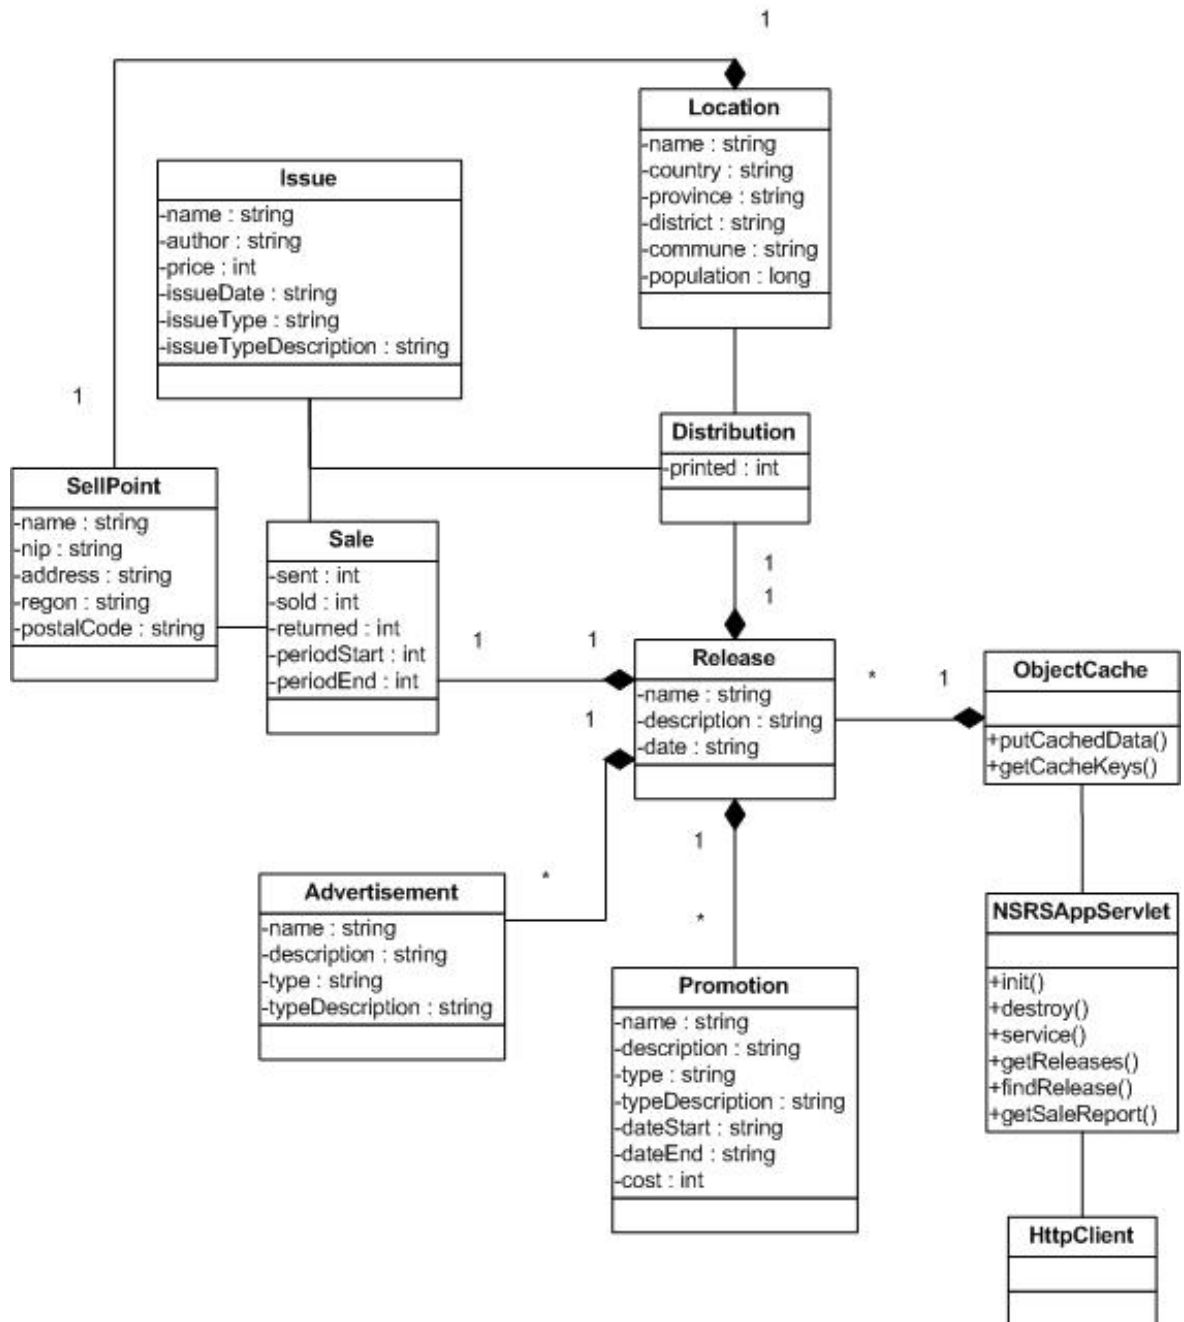 1
Location
-name : string
-country : string
-province : string
-district : string
-commune : string
-population : long
Issue
-name : string
-author : string
-price : int
-issueDate : string
-issueType : string
-issueTypeDescription : string
1
Distribution
-printed : int
SellPoint
-name : string
-nip : string
-address : string
-regon : string
-postalCode : string
Sale
-sent : int
-sold : int
-returned : int
-periodStart : int
-periodEnd : int
1
1
1
1
1
Release
-name : string
-description : string
-date : string
*
1
ObjectCache
+putCachedData()
+getCacheKeys()
1
*
Advertisement
-name : string
-description : string
-type : string
-typeDescription : string
*
Promotion
-name : string
-description : string
-type : string
-typeDescription : string
-dateStart : string
-dateEnd : string
-cost : int
NSRSAppServlet
+init()
+destroy()
+service()
+getReleases()
+findRelease()
+getSaleReport()
HttpClient